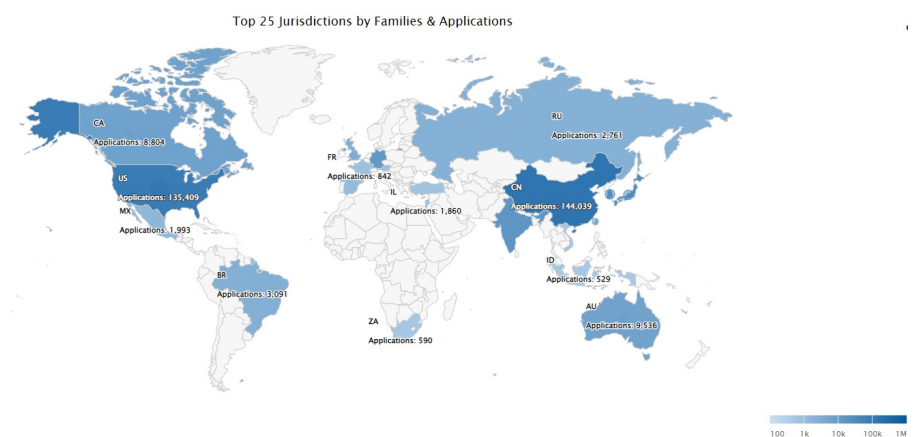 Top 25 Jurisdictions by Families & Applications
CA
Applications: 8,804
RU
Applications: 2,761
FR
Applications: 842
US
Applications: 135,409
IL
Applications: 1,860
CN
Applications: 144,039
MX
Applications: 1,993
BR
Applications: 3,091
ID
Applications: 529
AU
Applications: 9,536
ZA
Applications: 590
100 1k 10k 100k 1M